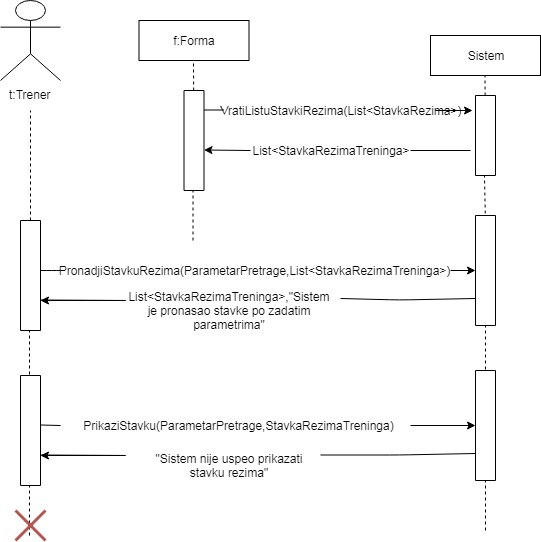 f:Forma
Sistem
t:Trener
VratiListuStavkiRezima(List<StavkaRezima>)
List<StavkaRezimaTreninga>
PronadjiStavkuRezima(ParametarPretrage,List<StavkaRezimaTreninga>)
List<StavkaRezimaTreninga>,"Sistem
je pronasao stavke po zadatim
parametrima"
PrikaziStavku(ParametarPretrage,StavkaRezimaTreninga)
"Sistem nije uspeo prikazati
stavku rezima"